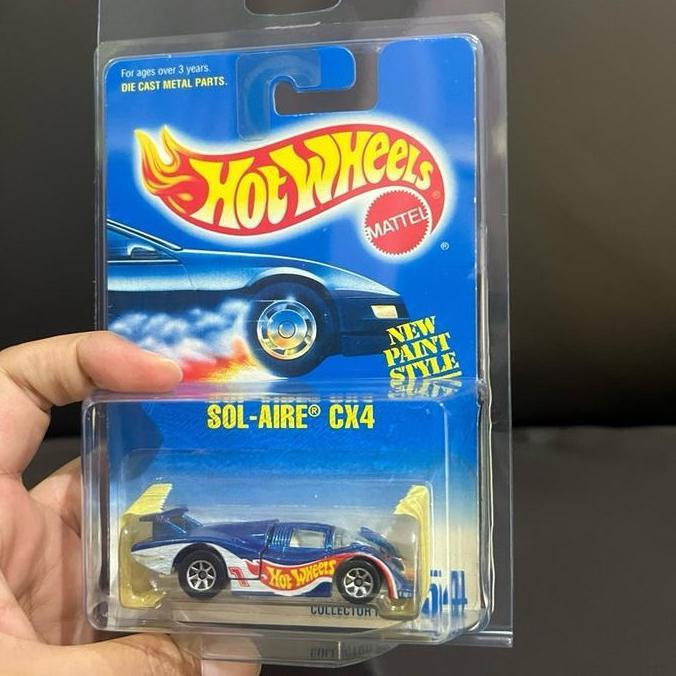 For ages over 3 years.
DIE CAST METAL PARTS.
HOT WHEELS®
MATTEL
®
NEW
PAINT
STYLE
SOL-AIRE® CX4
1 HOT WHEELS
COLLECTOR